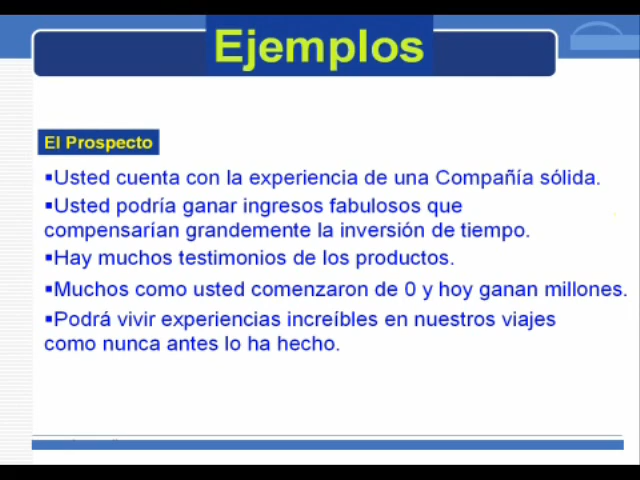 Ejemplos
El Prospecto
▪Usted cuenta con la experiencia de una Compañía sólida.
▪Usted podría ganar ingresos fabulosos que
compensarían grandemente la inversión de tiempo.
▪Hay muchos testimonios de los productos.
▪Muchos como usted comenzaron de 0 y hoy ganan millones.
▪Podrá vivir experiencias increíbles en nuestros viajes
como nunca antes lo ha hecho.